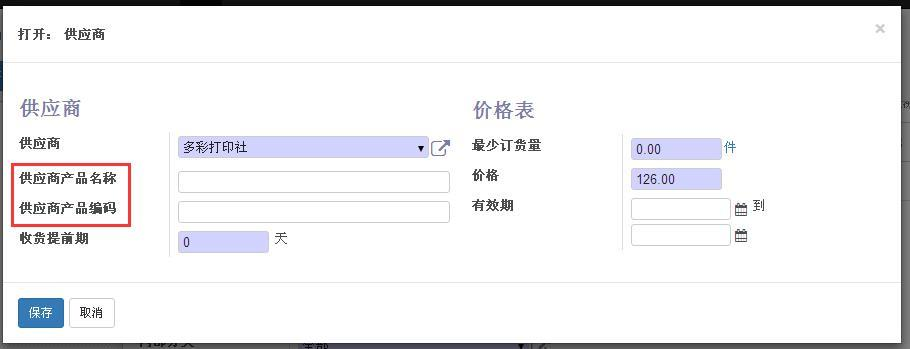 打开： 供应商
×
供应商
供应商 多彩打印社
供应商产品名称
供应商产品编码
收货提前期 0 天
价格表
最少订货量 0.00 件
价格 126.00
有效期 到
保存 取消
全部